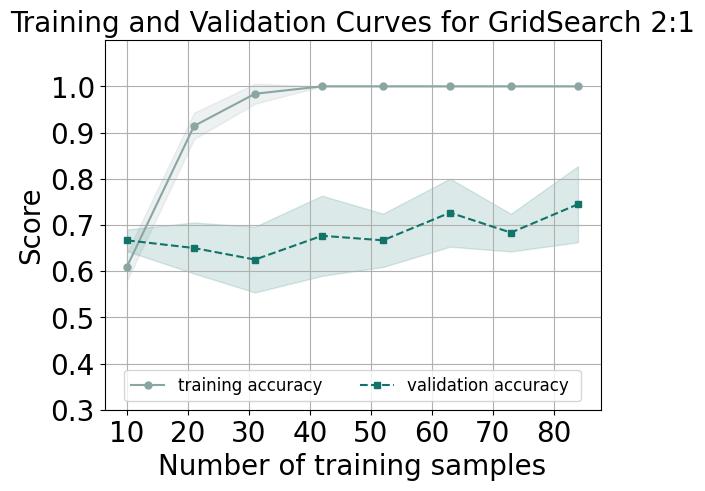 Training and Validation Curves for GridSearch 2:1
1.0
0.9
0.8
0.7
0.6
0.5
0.4
0.3
Score
training accuracy validation accuracy
10 20 30 40 50 60 70 80
Number of training samples